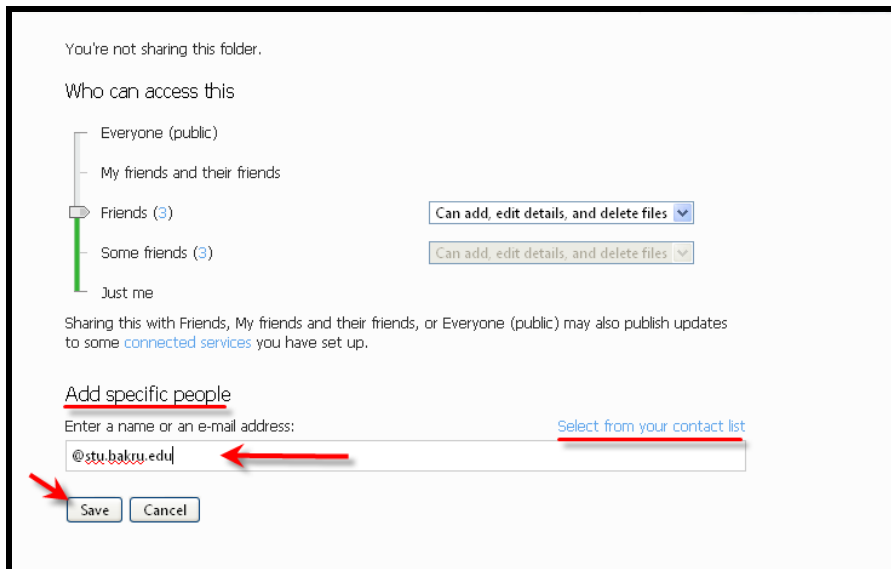 You're not sharing this folder.
Who can access this
Everyone (public)
My friends and their friends
Friends (3)
Can add, edit details, and delete files
Some friends (3)
Can add, edit details, and delete files
Just me
Sharing this with Friends, My friends and their friends, or Everyone (public) may also publish updates
to some connected services you have set up.
Add specific people
Enter a name or an e-mail address:
Select from your contact list
@stu.bakru.edu
Save
Cancel